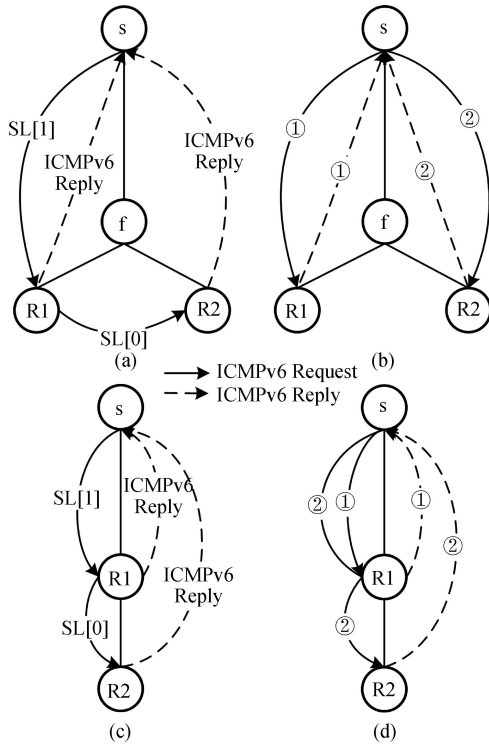 s
s
SL[1]
ICMPv6
Reply
ICMPv6
Reply
①
②
①
②
f
f
R1
R2
R1
R2
SL[0]
(a)
(b)
ICMPv6 Request
ICMPv6 Reply
s
s
SL[1]
ICMPv6
Reply
②
①
①
②
ICMPv6
Reply
R1
R1
SL[0]
②
R2
R2
(c)
(d)